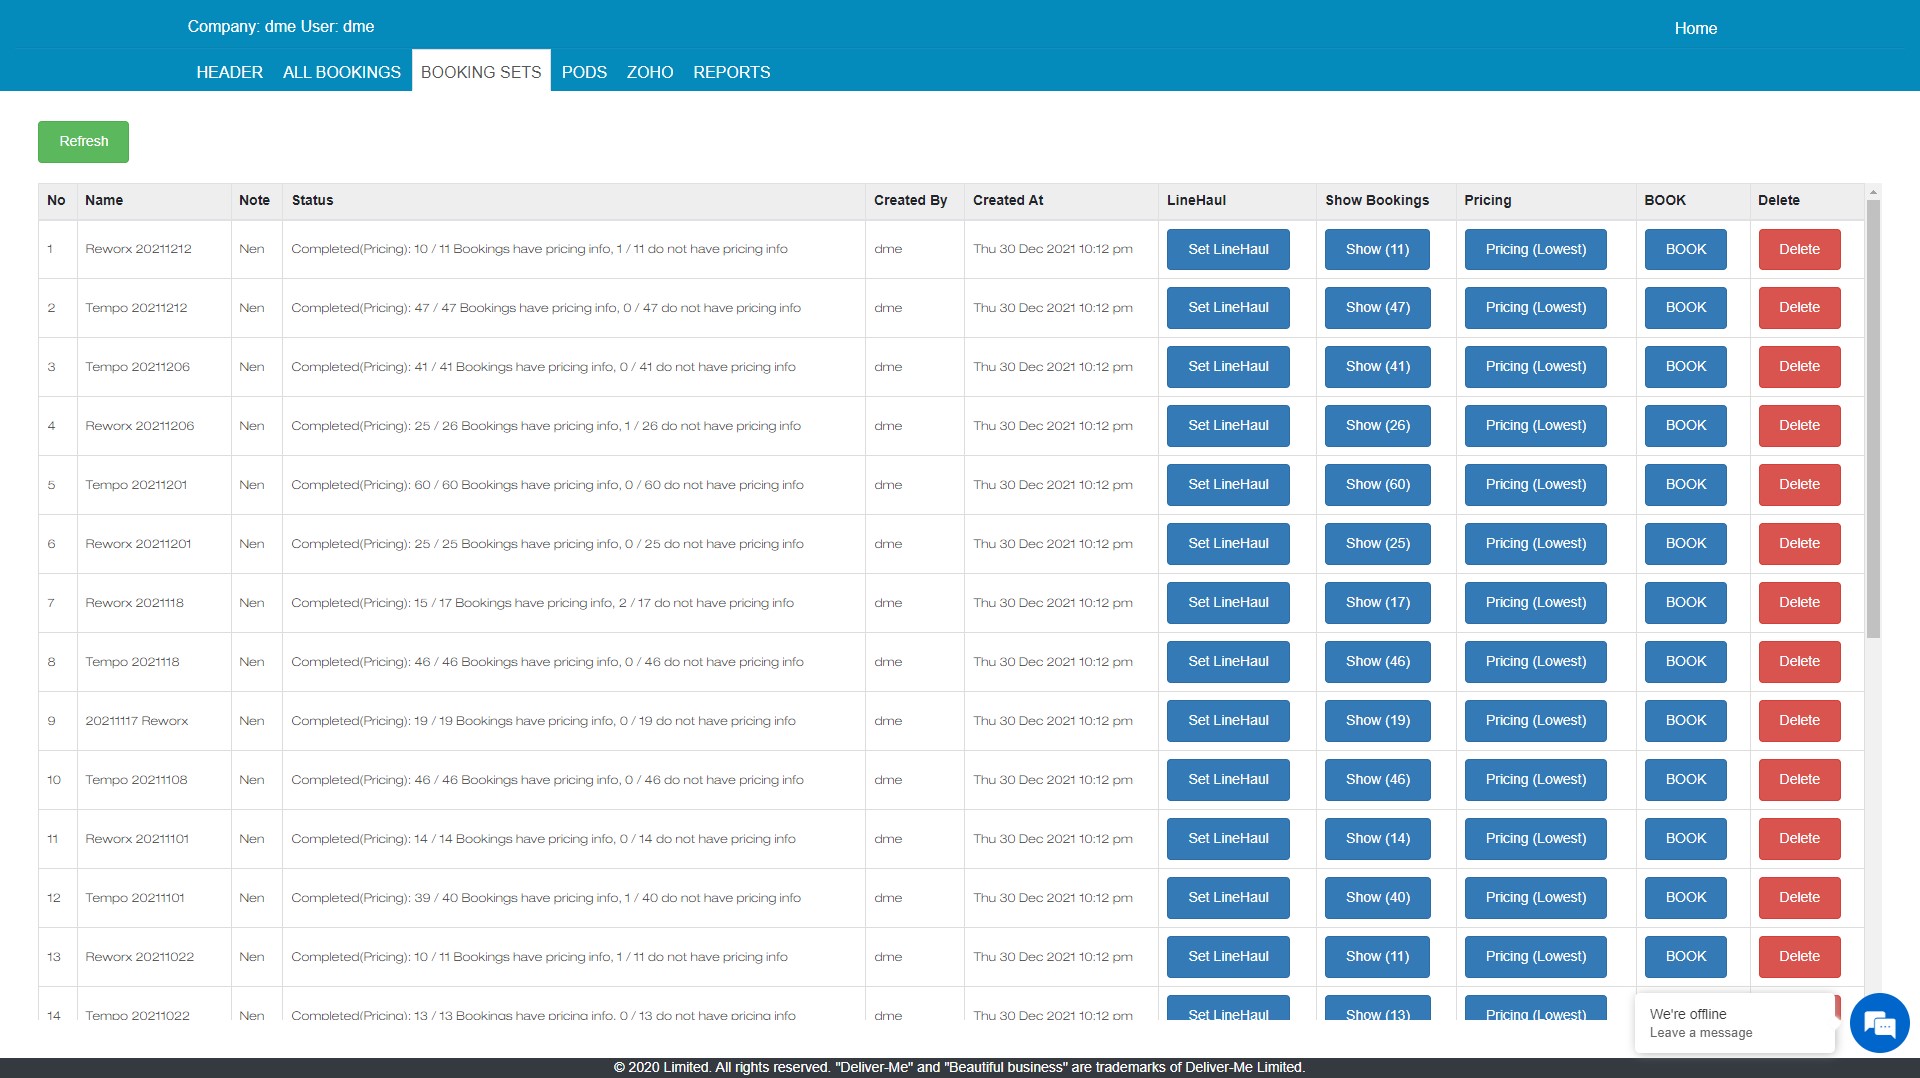 Company: dme User: dme
Home
HEADER ALL BOOKINGS BOOKING SETS PODS ZOHO REPORTS
Refresh
No Name Note Status Created By Created At LineHaul Show Bookings Pricing BOOK Delete
1 Reworx 20211212 Nen Completed(Pricing): 10 / 11 Bookings have pricing info, 1 / 11 do not have pricing info dme Thu 30 Dec 2021 10:12 pm Set LineHaul Show (11) Pricing (Lowest) BOOK Delete
2 Tempo 20211212 Nen Completed(Pricing): 47 / 47 Bookings have pricing info, 0 / 47 do not have pricing info dme Thu 30 Dec 2021 10:12 pm Set LineHaul Show (47) Pricing (Lowest) BOOK Delete
3 Tempo 20211206 Nen Completed(Pricing): 41 / 41 Bookings have pricing info, 0 / 41 do not have pricing info dme Thu 30 Dec 2021 10:12 pm Set LineHaul Show (41) Pricing (Lowest) BOOK Delete
4 Reworx 20211206 Nen Completed(Pricing): 25 / 26 Bookings have pricing info, 1 / 26 do not have pricing info dme Thu 30 Dec 2021 10:12 pm Set LineHaul Show (26) Pricing (Lowest) BOOK Delete
5 Tempo 20211201 Nen Completed(Pricing): 60 / 60 Bookings have pricing info, 0 / 60 do not have pricing info dme Thu 30 Dec 2021 10:12 pm Set LineHaul Show (60) Pricing (Lowest) BOOK Delete
6 Reworx 20211201 Nen Completed(Pricing): 25 / 25 Bookings have pricing info, 0 / 25 do not have pricing info dme Thu 30 Dec 2021 10:12 pm Set LineHaul Show (25) Pricing (Lowest) BOOK Delete
7 Reworx 2021118 Nen Completed(Pricing): 15 / 17 Bookings have pricing info, 2 / 17 do not have pricing info dme Thu 30 Dec 2021 10:12 pm Set LineHaul Show (17) Pricing (Lowest) BOOK Delete
8 Tempo 2021118 Nen Completed(Pricing): 46 / 46 Bookings have pricing info, 0 / 46 do not have pricing info dme Thu 30 Dec 2021 10:12 pm Set LineHaul Show (46) Pricing (Lowest) BOOK Delete
9 20211117 Reworx Nen Completed(Pricing): 19 / 19 Bookings have pricing info, 0 / 19 do not have pricing info dme Thu 30 Dec 2021 10:12 pm Set LineHaul Show (19) Pricing (Lowest) BOOK Delete
10 Tempo 20211108 Nen Completed(Pricing): 46 / 46 Bookings have pricing info, 0 / 46 do not have pricing info dme Thu 30 Dec 2021 10:12 pm Set LineHaul Show (46) Pricing (Lowest) BOOK Delete
11 Reworx 20211101 Nen Completed(Pricing): 14 / 14 Bookings have pricing info, 0 / 14 do not have pricing info dme Thu 30 Dec 2021 10:12 pm Set LineHaul Show (14) Pricing (Lowest) BOOK Delete
12 Tempo 20211101 Nen Completed(Pricing): 39 / 40 Bookings have pricing info, 1 / 40 do not have pricing info dme Thu 30 Dec 2021 10:12 pm Set LineHaul Show (40) Pricing (Lowest) BOOK Delete
13 Reworx 20211022 Nen Completed(Pricing): 10 / 11 Bookings have pricing info, 1 / 11 do not have pricing info dme Thu 30 Dec 2021 10:12 pm Set LineHaul Show (11) Pricing (Lowest) BOOK Delete
14 Tempo 20211022 Nen Completed(Pricing): 13 / 13 Bookings have pricing info, 0 / 13 do not have pricing info dme Thu 30 Dec 2021 10:12 pm Set LineHaul Show (13) Pricing (Lowest)
We're offline
Leave a message
© 2020 Limited. All rights reserved. "Deliver-Me" and "Beautiful business" are trademarks of Deliver-Me Limited.